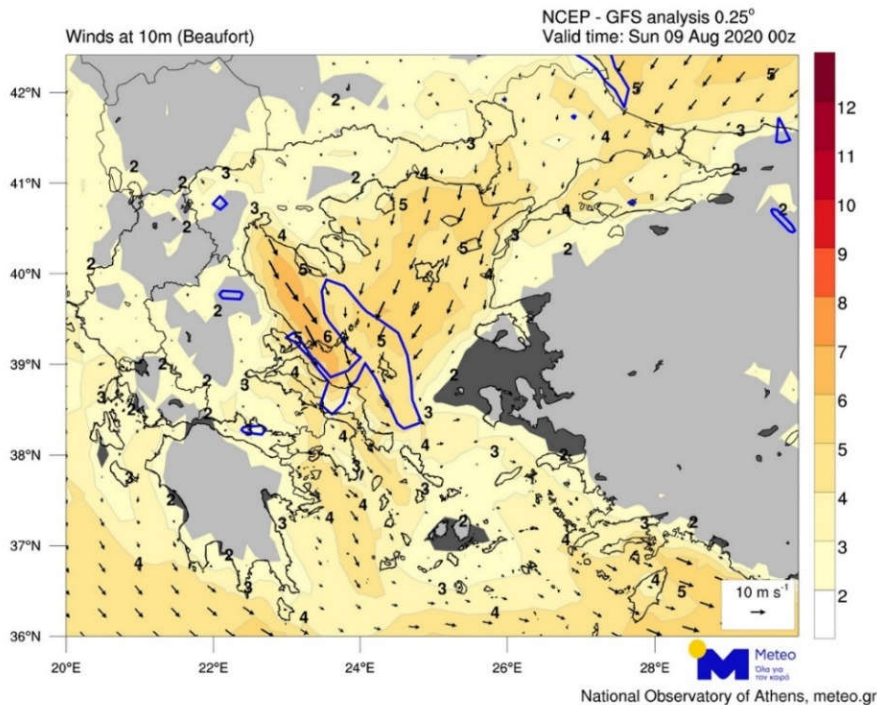 NCEP - GFS analysis 0.25°
Winds at 10m (Beaufort)
Valid time: Sun 09 Aug 2020 00z
42°N
41°N
40°N
39°N
38°N
37°N
36°N
20°E
22°E
24°E
26°E
28°E
12
11
10
9
8
7
6
5
4
3
2
10 m s⁻¹
Meteo
Όλα για
τον καιρό
National Observatory of Athens, meteo.gr